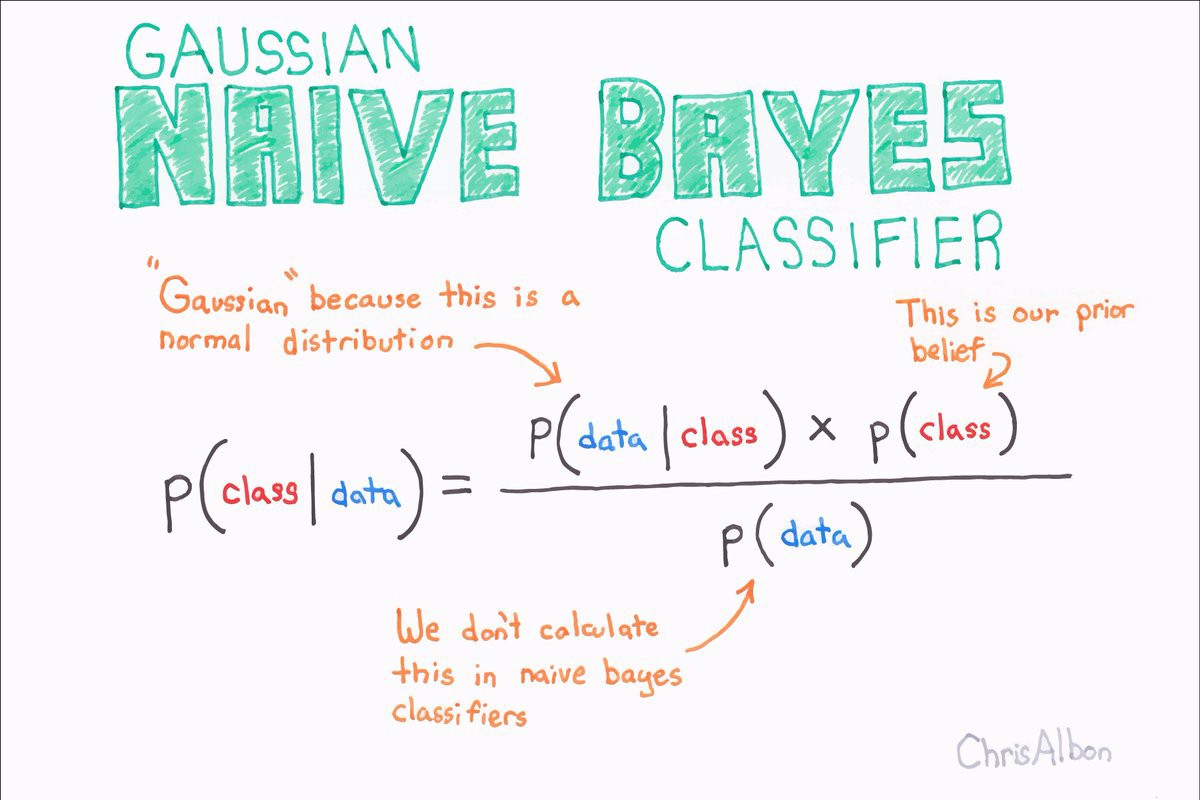 GAUSSIAN
NAIVE BAYES
CLASSIFIER
"Gaussian" because this is a
normal distribution
This is our prior
belief
P(class|data) = P(data|class) × P(class)
P(data)
We don't calculate
this in naive bayes
classifiers
ChrisAlbon